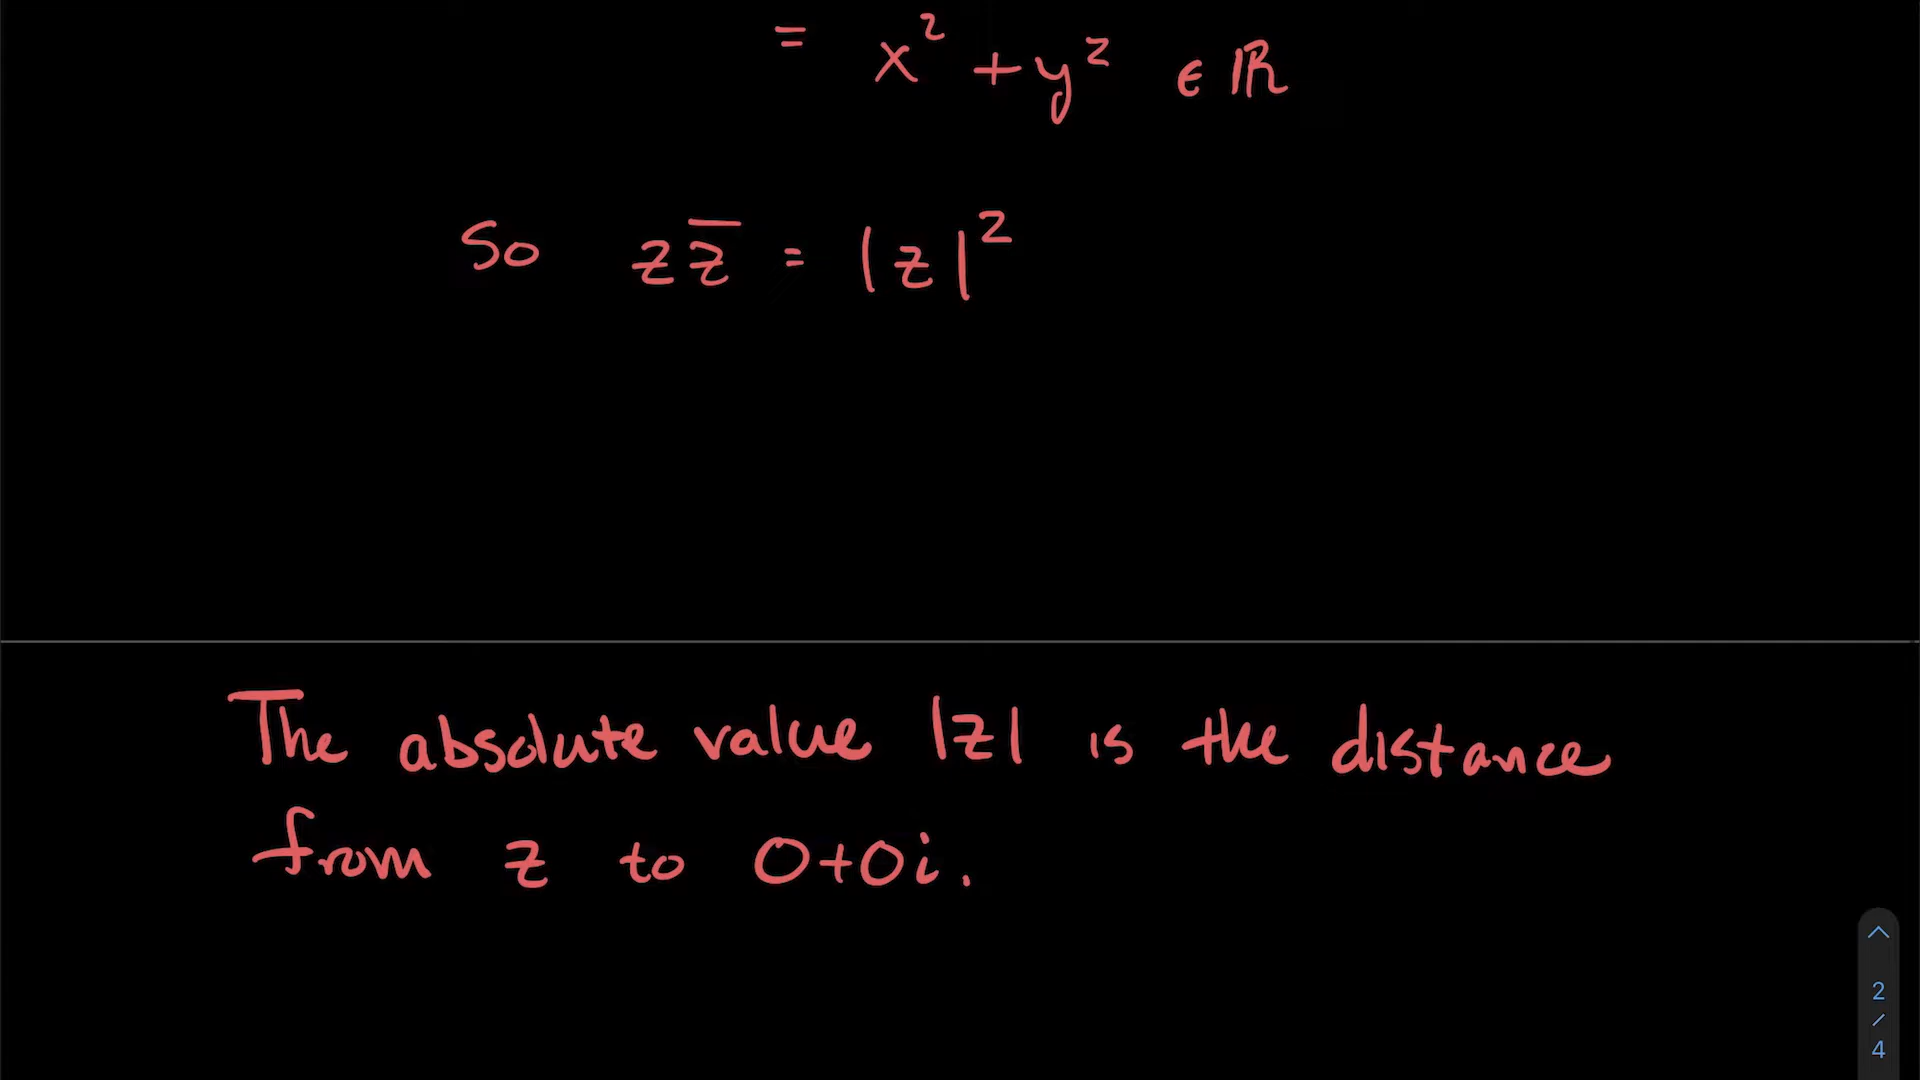 = x² + y² ∈ ℝ
So zz̅ = |z|²
The absolute value |z| is the distance
from z to 0+0i.
2
/
4